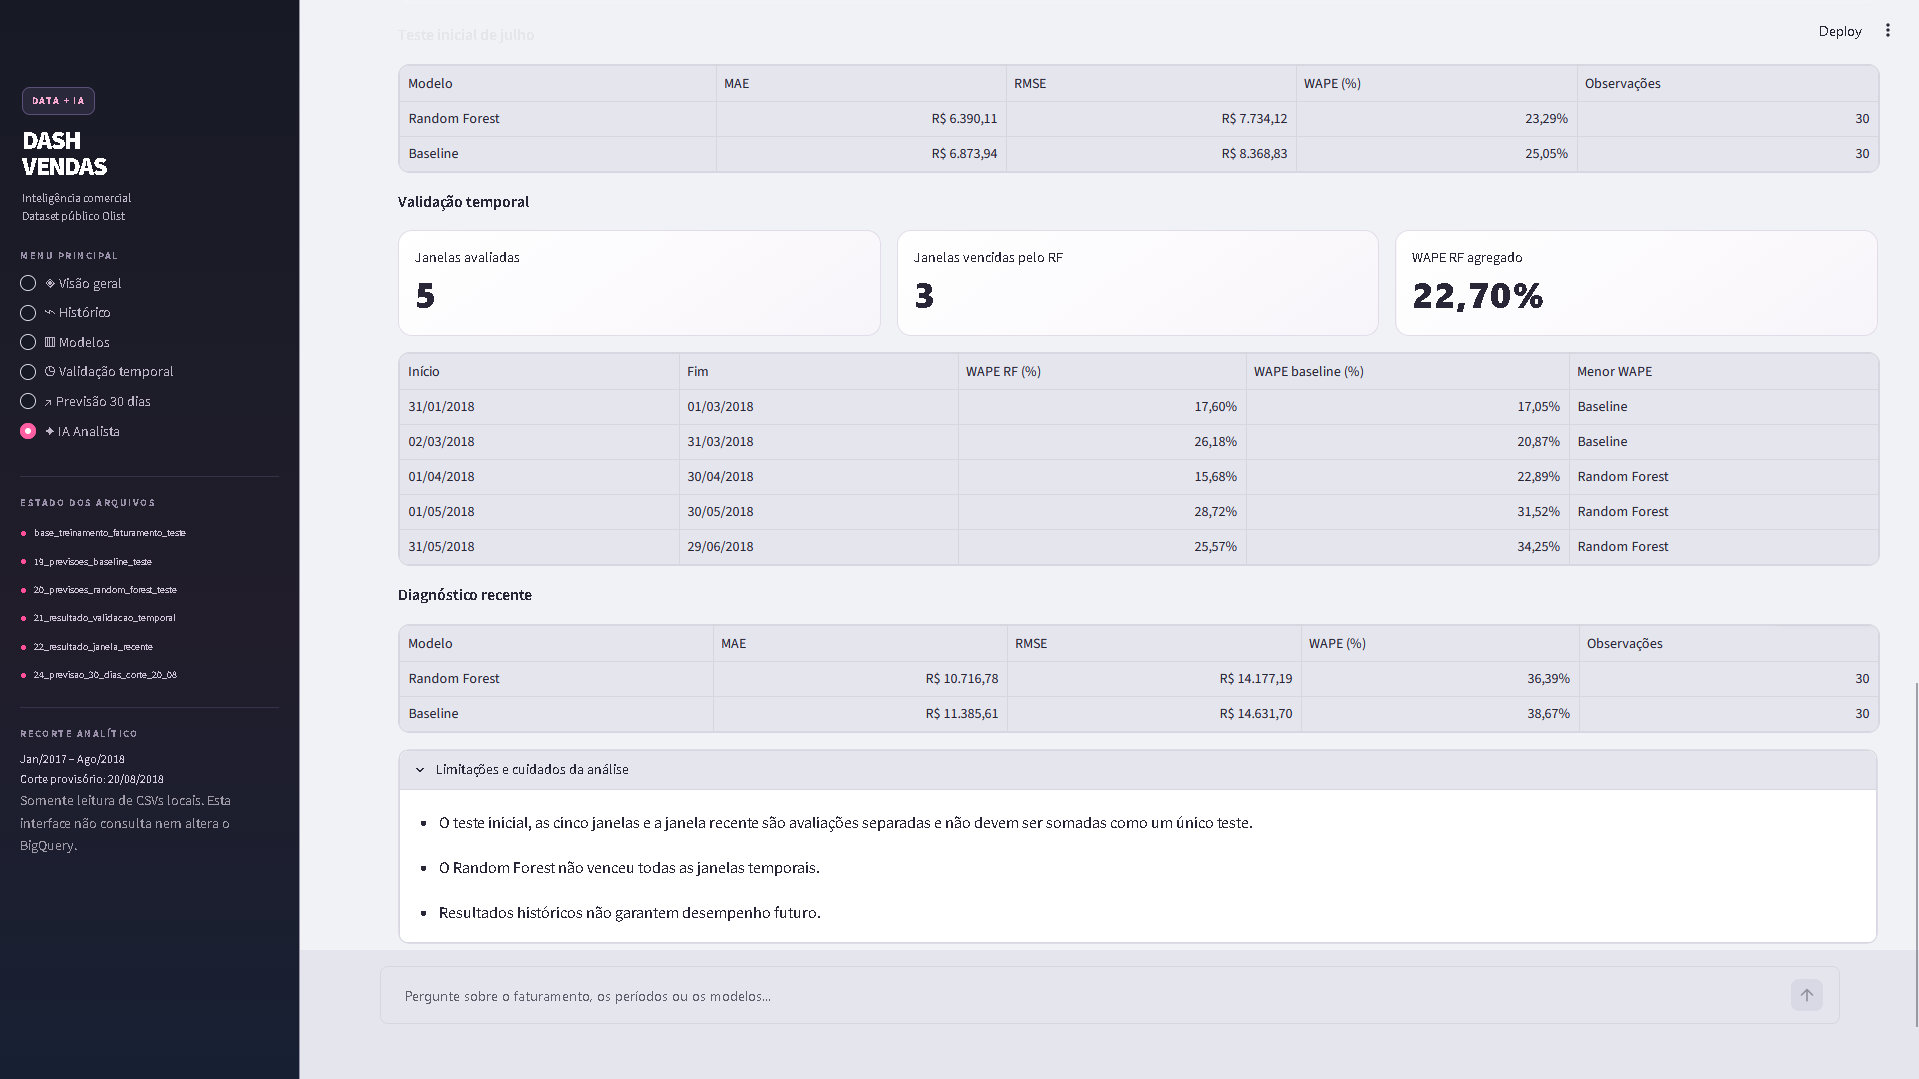 DATA + IA
DASH
VENDAS
Inteligência comercial
Dataset público Olist
MENU PRINCIPAL
Visão geral
Histórico
Modelos
Validação temporal
Previsão 30 dias
IA Analista
ESTADO DOS ARQUIVOS
base_treinamento_faturamento_teste
19_previsoes_baseline_teste
20_previsoes_random_forest_teste
21_resultado_validacao_temporal
22_resultado_janela_recente
24_previsao_30_dias_corte_20_08
RECORTE ANALÍTICO
Jan/2017 – Ago/2018
Corte provisório: 20/08/2018
Somente leitura de CSVs locais. Esta
interface não consulta nem altera o
BigQuery.
Deploy
Teste inicial de julho
Modelo MAE RMSE WAPE (%) Observações
Random Forest R$ 6.390,11 R$ 7.734,12 23,29% 30
Baseline R$ 6.873,94 R$ 8.368,83 25,05% 30
Validação temporal
Janelas avaliadas
5
Janelas vencidas pelo RF
3
WAPE RF agregado
22,70%
Início Fim WAPE RF (%) WAPE baseline (%) Menor WAPE
31/01/2018 01/03/2018 17,60% 17,05% Baseline
02/03/2018 31/03/2018 26,18% 20,87% Baseline
01/04/2018 30/04/2018 15,68% 22,89% Random Forest
01/05/2018 30/05/2018 28,72% 31,52% Random Forest
31/05/2018 29/06/2018 25,57% 34,25% Random Forest
Diagnóstico recente
Modelo MAE RMSE WAPE (%) Observações
Random Forest R$ 10.716,78 R$ 14.177,19 36,39% 30
Baseline R$ 11.385,61 R$ 14.631,70 38,67% 30
Limitações e cuidados da análise
• O teste inicial, as cinco janelas e a janela recente são avaliações separadas e não devem ser somadas como um único teste.
• O Random Forest não venceu todas as janelas temporais.
• Resultados históricos não garantem desempenho futuro.
Pergunte sobre o faturamento, os períodos ou os modelos...